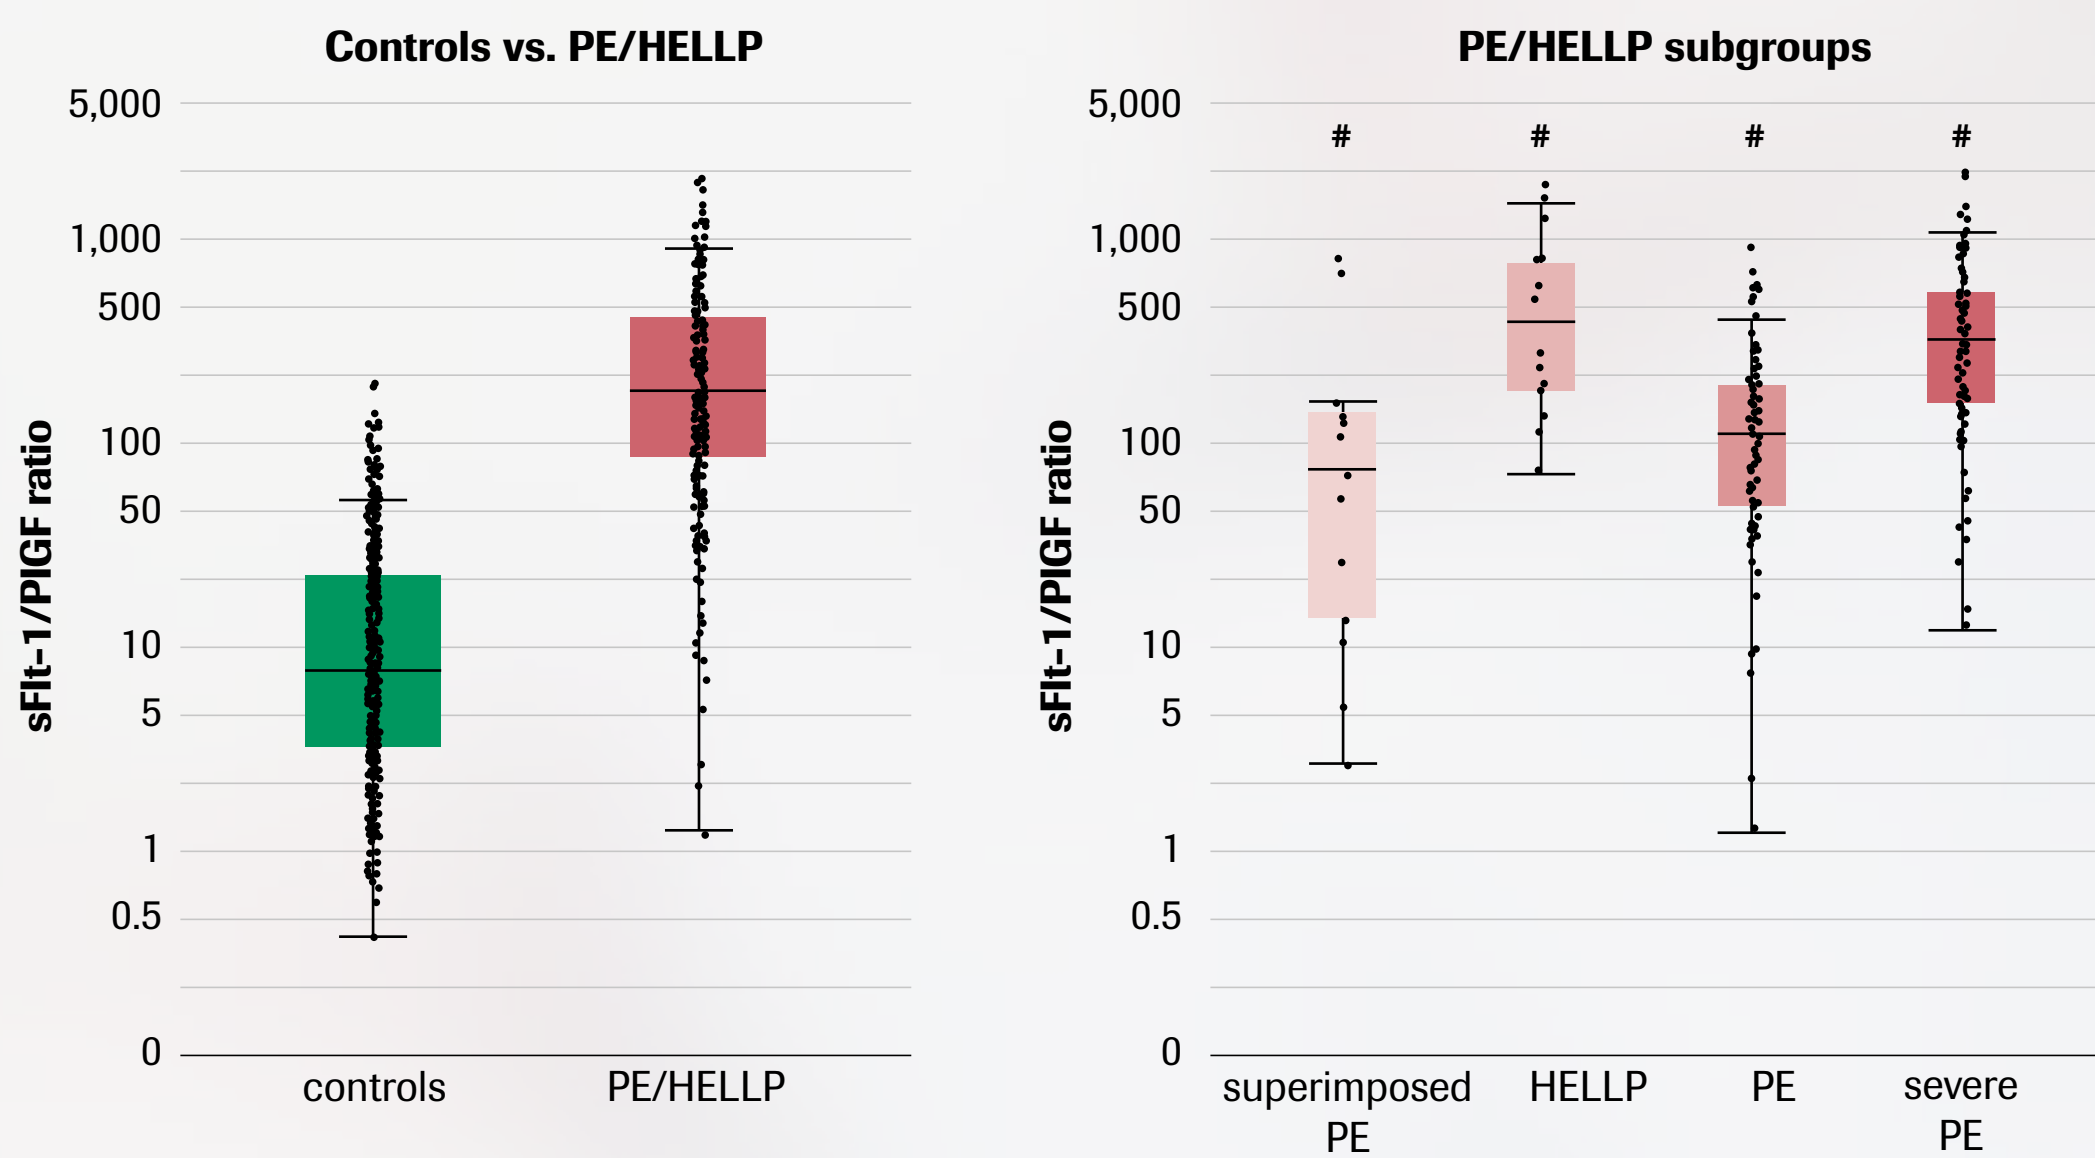 Controls vs. PE/HELLP
5,000
1,000
500
100
50
10
5
1
0.5
0
sFlt-1/PlGF ratio
controls
PE/HELLP
PE/HELLP subgroups
5,000
# # # #
1,000
500
100
50
10
5
1
0.5
0
sFlt-1/PlGF ratio
superimposed
PE
HELLP
PE
severe
PE